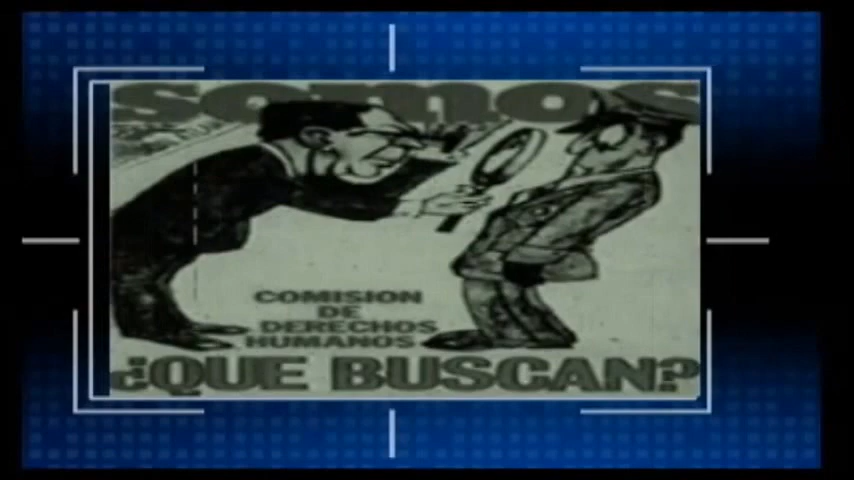 somos
COMISION
DE
DERECHOS
HUMANOS
¿QUE BUSCAN?